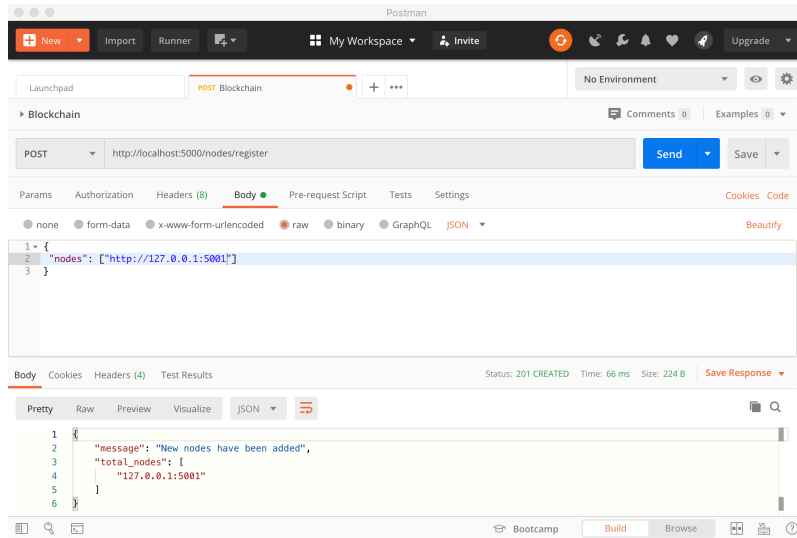 Postman
New Import Runner My Workspace Invite Upgrade
Launchpad POST Blockchain No Environment
Blockchain Comments 0 Examples 0
POST http://localhost:5000/nodes/register Send Save
Params Authorization Headers (8) Body Pre-request Script Tests Settings Cookies Code
none form-data x-www-form-urlencoded raw binary GraphQL JSON Beautify
1 {
2 "nodes": ["http://127.0.0.1:5001"]
3 }
Body Cookies Headers (4) Test Results Status: 201 CREATED Time: 66 ms Size: 224 B Save Response
Pretty Raw Preview Visualize JSON
1 {
2 "message": "New nodes have been added",
3 "total_nodes": [
4 "127.0.0.1:5001"
5 ]
6 }
Bootcamp Build Browse